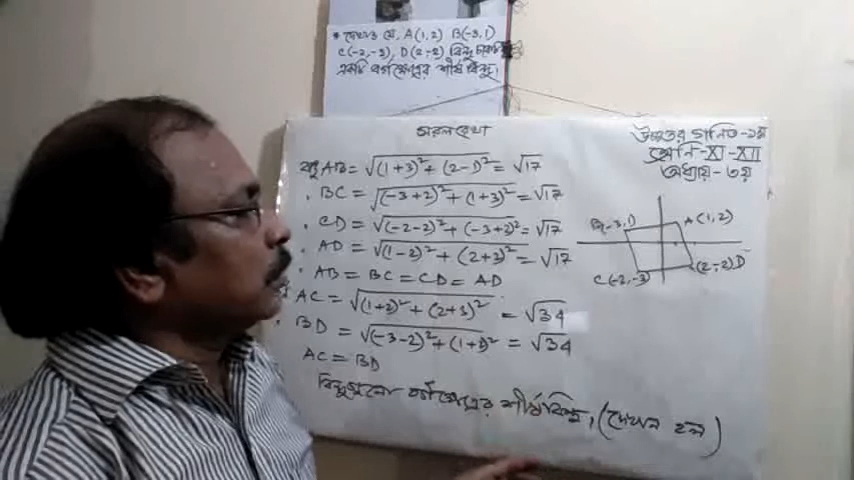 * দেখাও যে, A(1,2) B(-3,1)
C(-2,-3), D(2,-2) বিন্দু চারটি
একটি বর্গক্ষেত্রের শীর্ষ বিন্দু।
সরলরেখা
উচ্চতর গনিত-১ম
শ্রেনি-XI-XII
অধ্যায়-৩য়
বাহু AB = √(1+3)² + (2-1)² = √17
BC = √(-3+2)² + (1+3)² = √17
CD = √(-2-2)² + (-3+2)² = √17
AD = √(1-2)² + (2+2)² = √17
AB = BC = CD = AD
AC = √(1+2)² + (2+3)² = √34
BD = √(-3-2)² + (1+2)² = √34
AC = BD
বিন্দুগুলো বর্গক্ষেত্রের শীর্ষবিন্দু, (দেখান হল)
B(-3,1)
A(1,2)
C(-2,-3)
(2,-2)D